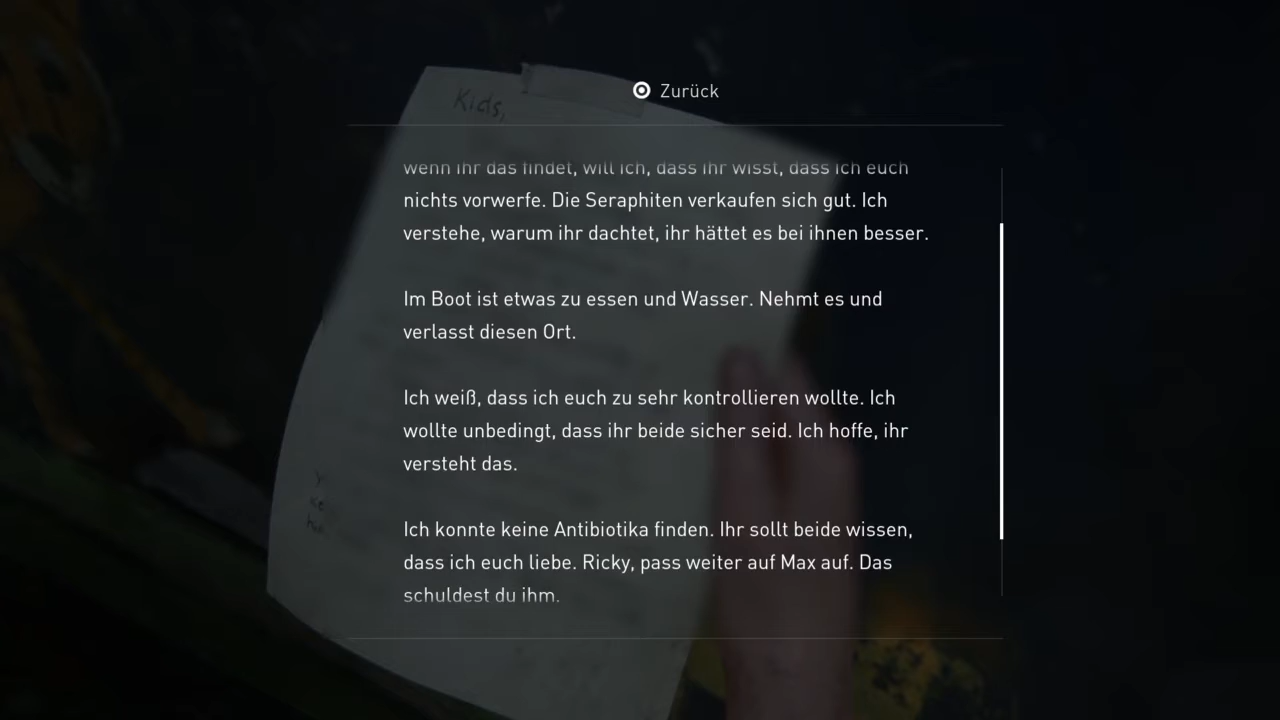 Zurück
Kids,
wenn ihr das findet, will ich, dass ihr wisst, dass ich euch
nichts vorwerfe. Die Seraphiten verkaufen sich gut. Ich
verstehe, warum ihr dachtet, ihr hättet es bei ihnen besser.
Im Boot ist etwas zu essen und Wasser. Nehmt es und
verlasst diesen Ort.
Ich weiß, dass ich euch zu sehr kontrollieren wollte. Ich
wollte unbedingt, dass ihr beide sicher seid. Ich hoffe, ihr
versteht das.
Ich konnte keine Antibiotika finden. Ihr sollt beide wissen,
dass ich euch liebe. Ricky, pass weiter auf Max auf. Das
schuldest du ihm.